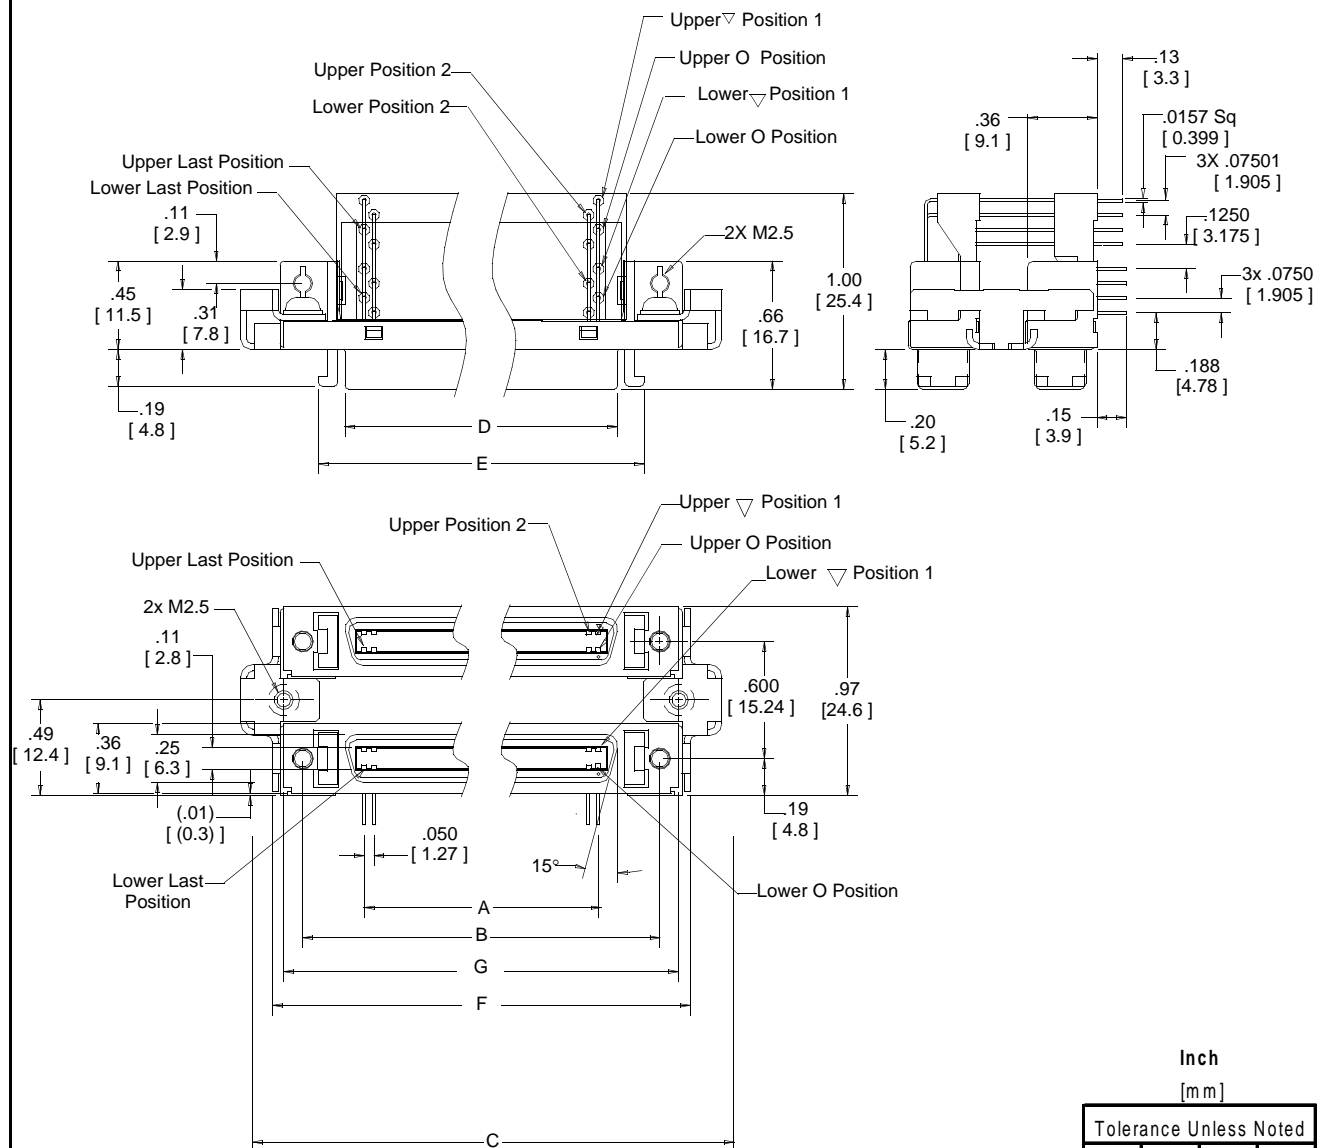 Upper ▽ Position 1
Upper Position 2
Upper O Position
Lower Position 2
Lower ▽ Position 1
Lower O Position
Upper Last Position
Lower Last Position
.11
[ 2.9 ]
.45
[ 11.5 ]
.31
[ 7.8 ]
.19
[ 4.8 ]
2X M2.5
1.00
[ 25.4 ]
.66
[ 16.7 ]
D
E
.13
[ 3.3 ]
.36
[ 9.1 ]
.0157 Sq
[ 0.399 ]
3X .07501
[ 1.905 ]
.1250
[ 3.175 ]
3x .0750
[ 1.905 ]
.188
[4.78 ]
.20
[ 5.2 ]
.15
[ 3.9 ]
Upper ▽ Position 1
Upper Position 2
Upper O Position
Upper Last Position
Lower ▽ Position 1
2x M2.5
.11
[ 2.8 ]
.600
[ 15.24 ]
.97
[24.6 ]
.49
[ 12.4 ]
.36
[ 9.1 ]
.25
[ 6.3 ]
(.01)
[ (0.3) ]
.19
[ 4.8 ]
.050
[ 1.27 ]
15°
Lower Last
Position
Lower O Position
A
B
G
F
C
Inch
[mm]
Tolerance Unless Noted